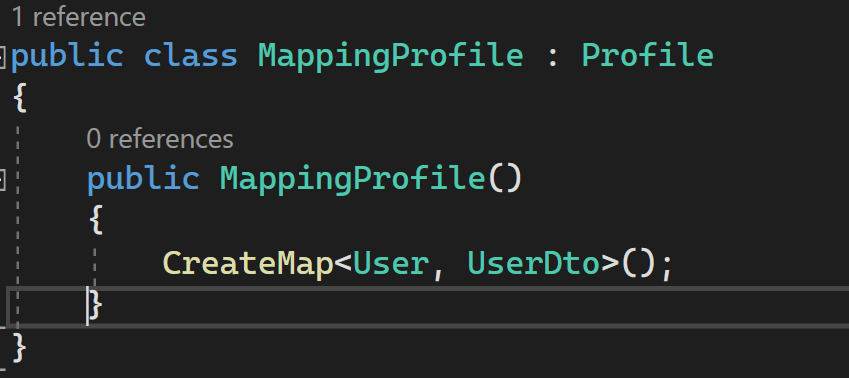 1 reference
public class MappingProfile : Profile
{
0 references
public MappingProfile()
{
CreateMap<User, UserDto>();
}
}